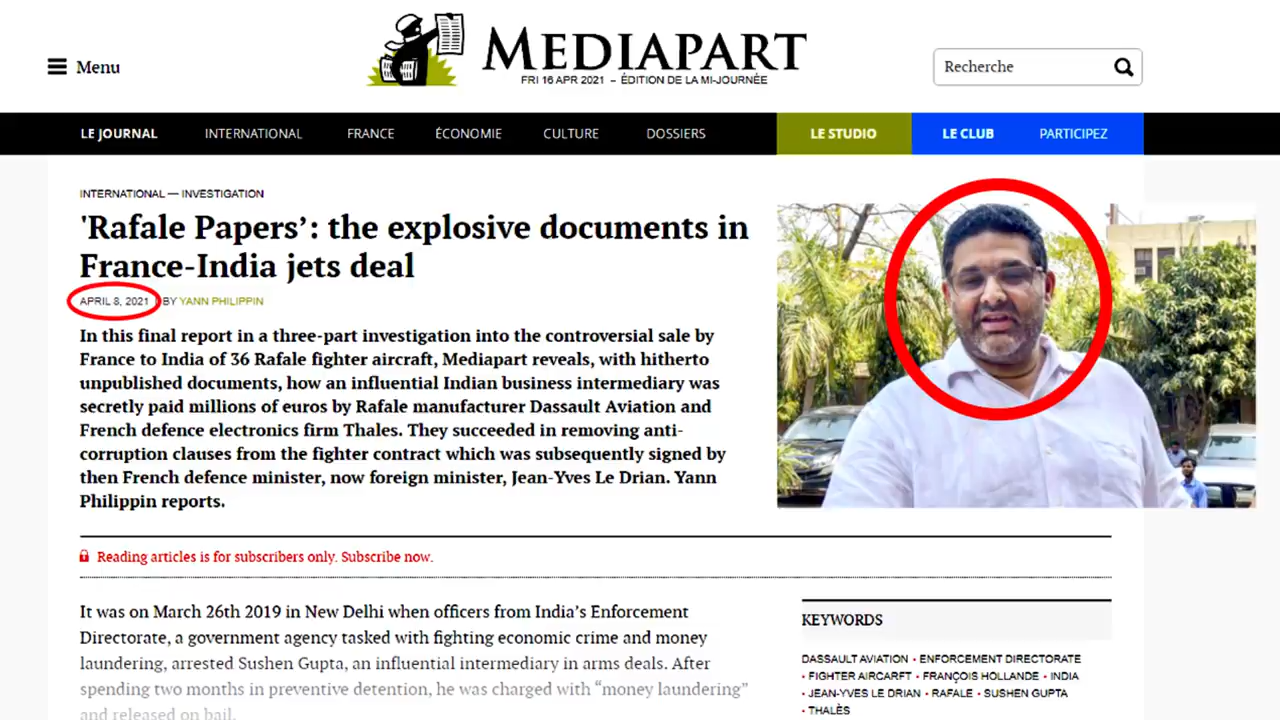 Menu
MEDIAPART
FRI 16 APR 2021 – ÉDITION DE LA MI-JOURNÉE
Recherche
LE JOURNAL INTERNATIONAL FRANCE ÉCONOMIE CULTURE DOSSIERS LE STUDIO LE CLUB PARTICIPEZ
INTERNATIONAL — INVESTIGATION
'Rafale Papers’: the explosive documents in
France-India jets deal
APRIL 8, 2021 BY YANN PHILIPPIN
In this final report in a three-part investigation into the controversial sale by
France to India of 36 Rafale fighter aircraft, Mediapart reveals, with hitherto
unpublished documents, how an influential Indian business intermediary was
secretly paid millions of euros by Rafale manufacturer Dassault Aviation and
French defence electronics firm Thales. They succeeded in removing anti-
corruption clauses from the fighter contract which was subsequently signed by
then French defence minister, now foreign minister, Jean-Yves Le Drian. Yann
Philippin reports.
Reading articles is for subscribers only. Subscribe now.
It was on March 26th 2019 in New Delhi when officers from India’s Enforcement
Directorate, a government agency tasked with fighting economic crime and money
laundering, arrested Sushen Gupta, an influential intermediary in arms deals. After
spending two months in preventive detention, he was charged with “money laundering”
and released on bail.
KEYWORDS
DASSAULT AVIATION • ENFORCEMENT DIRECTORATE
• FIGHTER AIRCARFT • FRANÇOIS HOLLANDE • INDIA
• JEAN-YVES LE DRIAN • RAFALE • SUSHEN GUPTA
• THALÈS